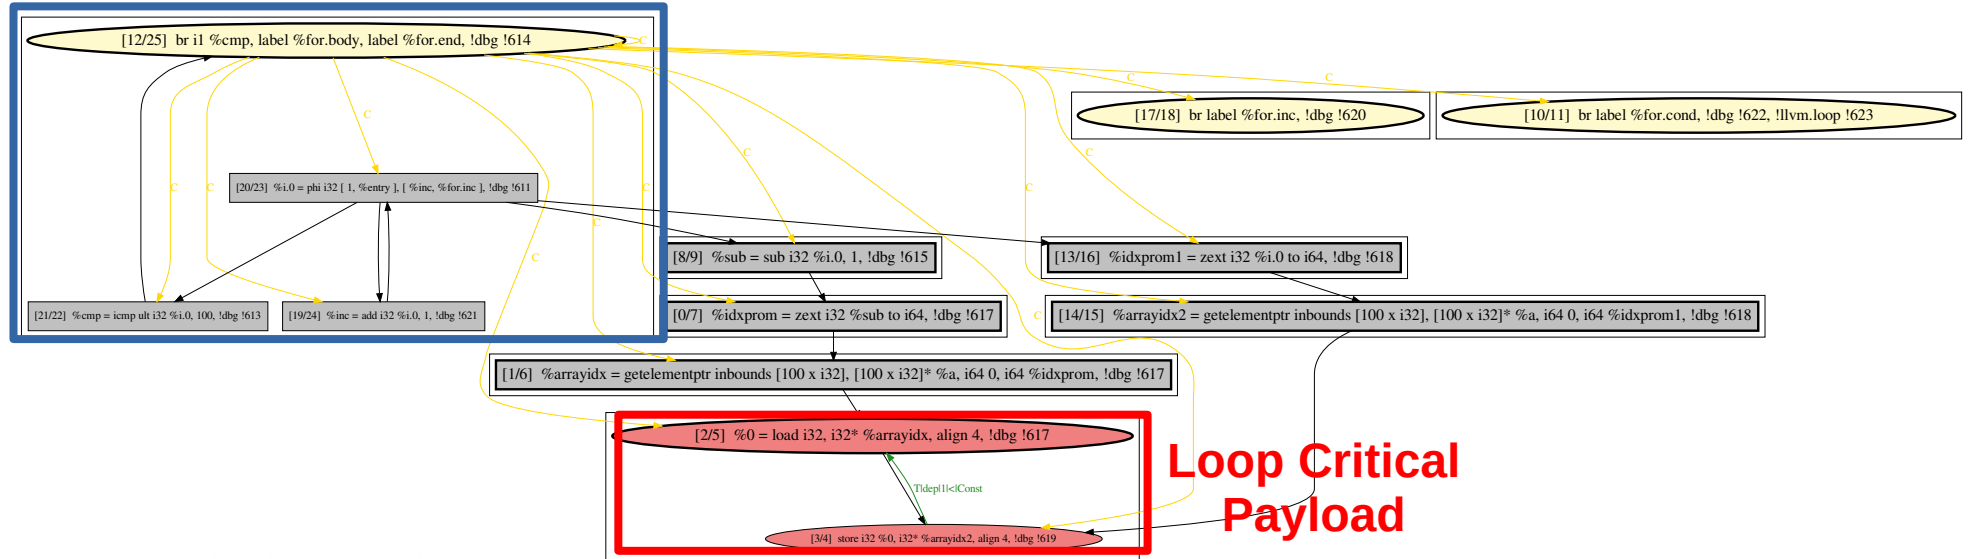 [12/25]  br i1 %cmp, label %for.body, label %for.end, !dbg !614
C
C
C
[17/18]  br label %for.inc, !dbg !620
[10/11]  br label %for.cond, !dbg !622, !llvm.loop !623
C
C
C
C
C
[20/23]  %i.0 = phi i32 [ 1, %entry ], [ %inc, %for.inc ], !dbg !611
C
C
C
C
[8/9]  %sub = sub i32 %i.0, 1, !dbg !615
[13/16]  %idxprom1 = zext i32 %i.0 to i64, !dbg !618
[21/22]  %cmp = icmp ult i32 %i.0, 100, !dbg !613
[19/24]  %inc = add i32 %i.0, 1, !dbg !621
[0/7]  %idxprom = zext i32 %sub to i64, !dbg !617
C
[14/15]  %arrayidx2 = getelementptr inbounds [100 x i32], [100 x i32]* %a, i64 0, i64 %idxprom1, !dbg !618
[1/6]  %arrayidx = getelementptr inbounds [100 x i32], [100 x i32]* %a, i64 0, i64 %idxprom, !dbg !617
[2/5]  %0 = load i32, i32* %arrayidx, align 4, !dbg !617
T|dep|1|<|Const
[3/4]  store i32 %0, i32* %arrayidx2, align 4, !dbg !619
Loop Critical
Payload